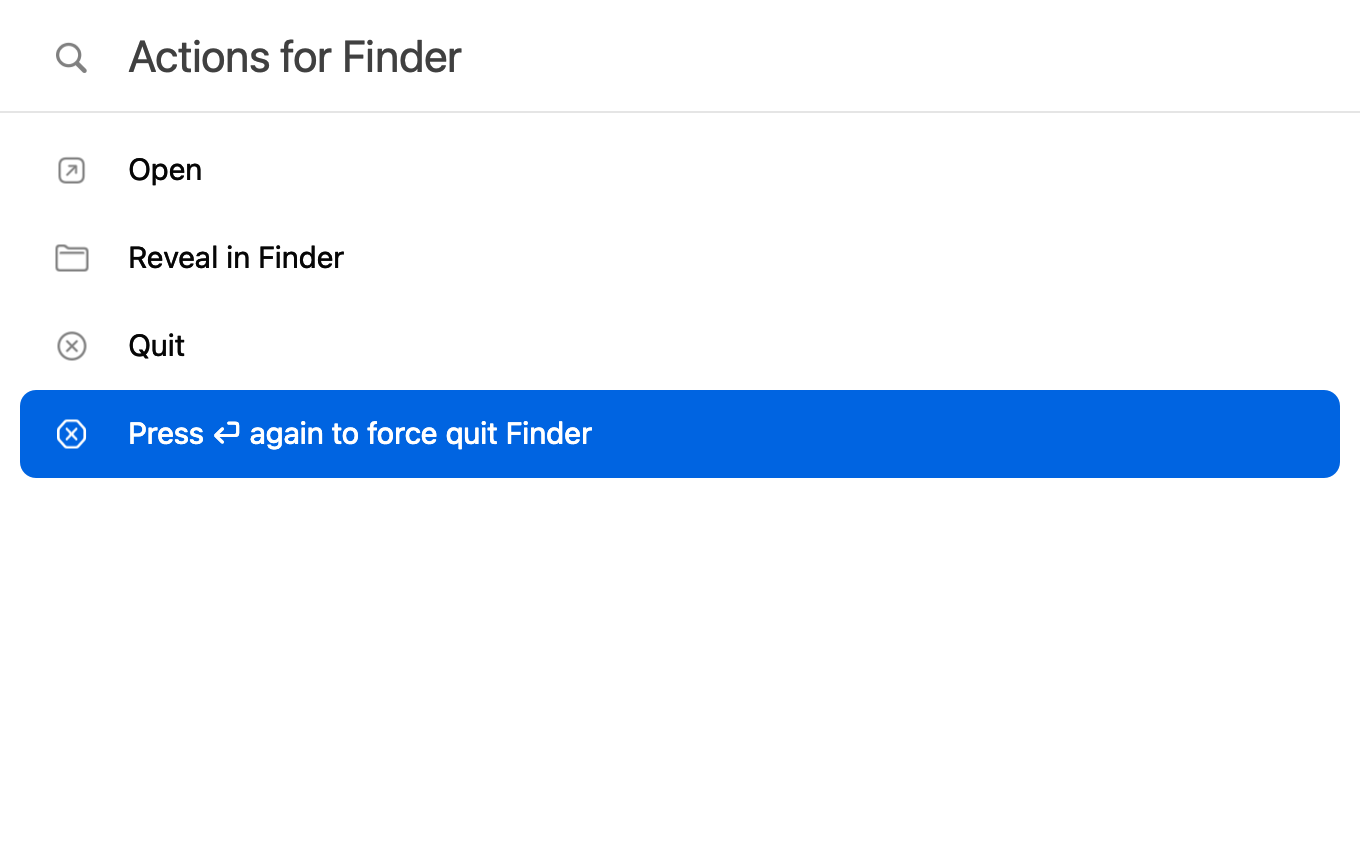 Actions for Finder
Open
Reveal in Finder
Quit
Press ⏎ again to force quit Finder